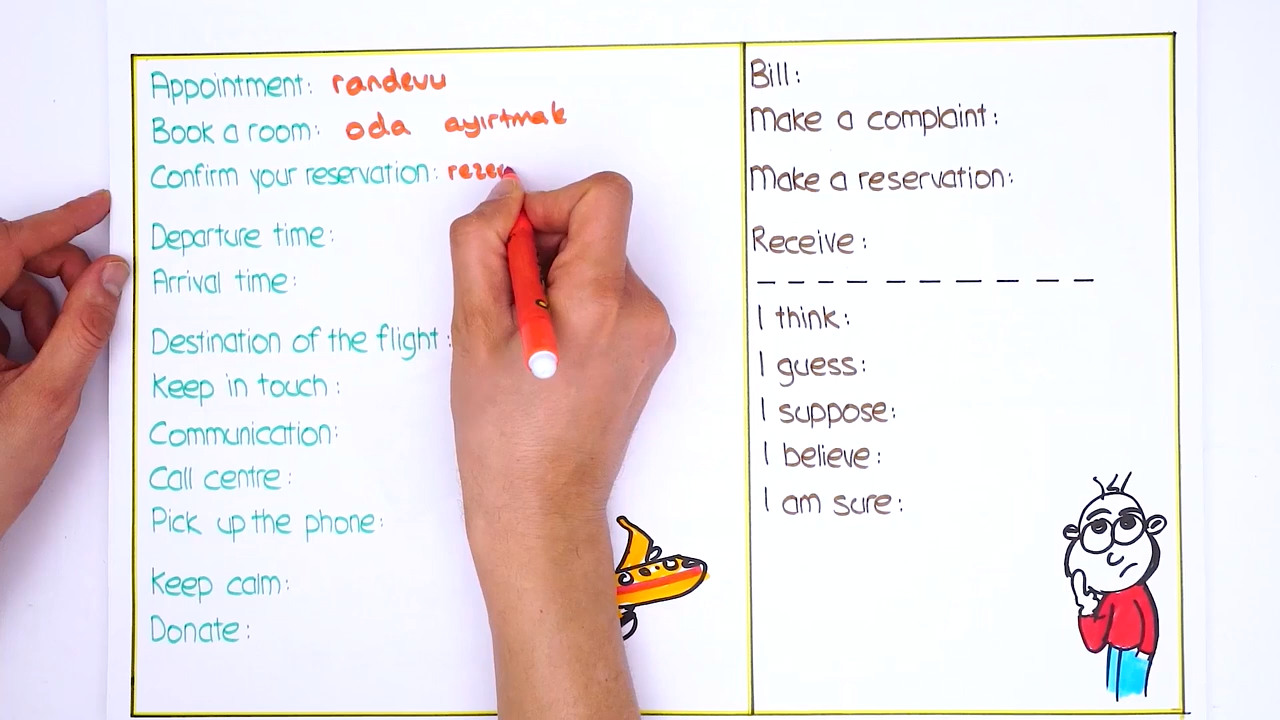 Appointment: randevu
Book a room: oda ayırtmak
Confirm your reservation:
Departure time:
Arrival time:
Destination of the flight:
Keep in touch:
Communication:
Call centre:
Pick up the phone:
Keep calm:
Donate:
Bill:
Make a complaint:
Make a reservation:
Receive:
I think:
I guess:
I suppose:
I believe:
I am sure: